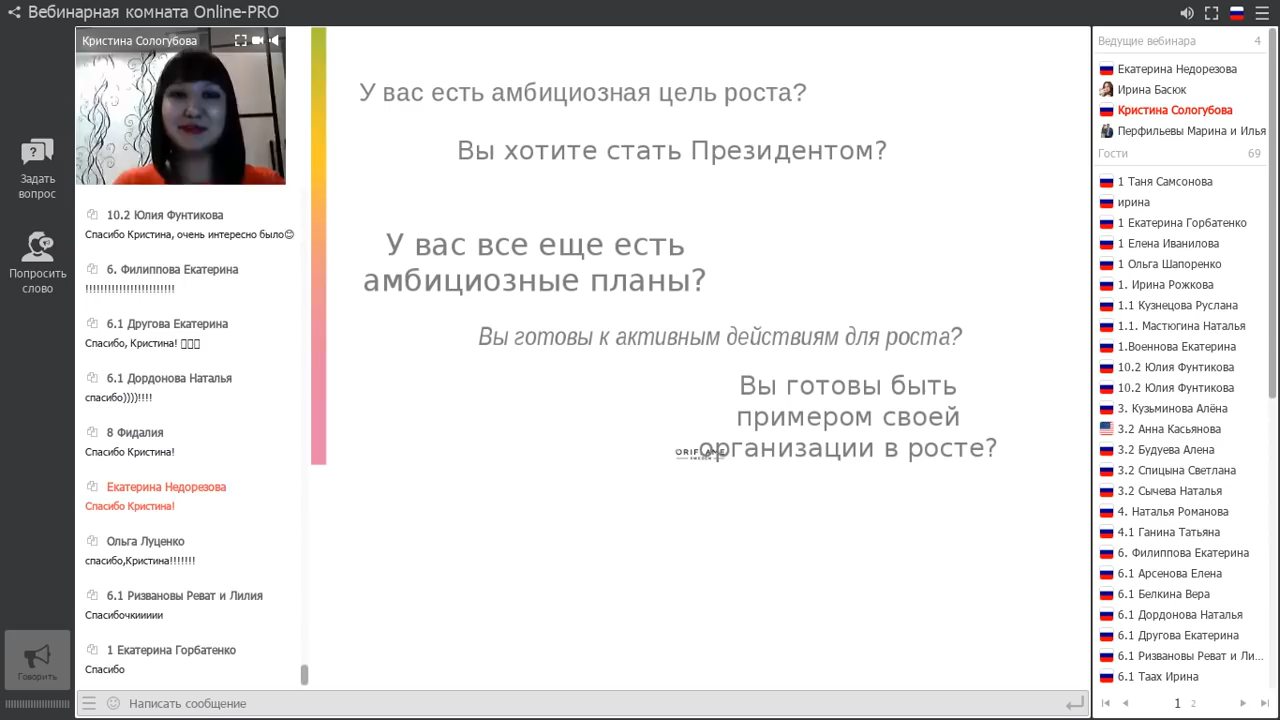 Вебинарная комната Online-PRO
Кристина Сологубова
Задать
вопрос
Попросить
слово
Говорить
10.2 Юлия Фунтикова
Спасибо Кристина, очень интересно было😊
6. Филиппова Екатерина
!!!!!!!!!!!!!!!!!!!!!!!!
6.1 Другова Екатерина
Спасибо, Кристина!
6.1 Дордонова Наталья
спасибо))))!!!!
8 Фидалия
Спасибо Кристина!
Екатерина Недорезова
Спасибо Кристина!
Ольга Луценко
спасибо,Кристина!!!!!!!
6.1 Ризвановы Реват и Лилия
Спасибочкиииии
1 Екатерина Горбатенко
Спасибо
Написать сообщение
У вас есть амбициозная цель роста?
Вы хотите стать Президентом?
У вас все еще есть
амбициозные планы?
Вы готовы к активным действиям для роста?
Вы готовы быть
примером своей
организации в росте?
ORIFLAME
SWEDEN
Ведущие вебинара 4
Екатерина Недорезова
Ирина Басюк
Кристина Сологубова
Перфильевы Марина и Илья
Гости 69
1 Таня Самсонова
ирина
1 Екатерина Горбатенко
1 Елена Иванилова
1 Ольга Шапоренко
1. Ирина Рожкова
1.1 Кузнецова Руслана
1.1. Мастюгина Наталья
1.Военнова Екатерина
10.2 Юлия Фунтикова
10.2 Юлия Фунтикова
3. Кузьминова Алёна
3.2 Анна Касьянова
3.2 Будуева Алена
3.2 Спицына Светлана
3.2 Сычева Наталья
4. Наталья Романова
4.1 Ганина Татьяна
6. Филиппова Екатерина
6.1 Арсенова Елена
6.1 Белкина Вера
6.1 Дордонова Наталья
6.1 Другова Екатерина
6.1 Ризвановы Реват и Ли...
6.1 Таах Ирина
1 2